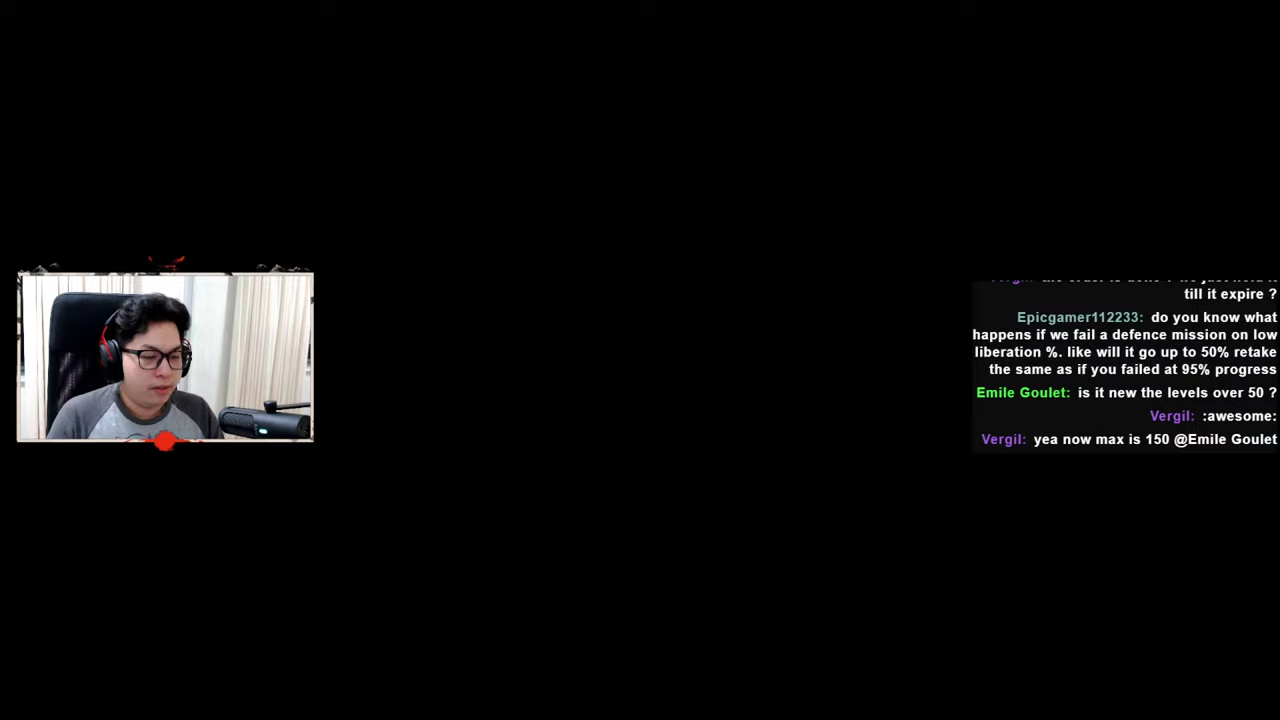 till it expire ?
Epicgamer112233: do you know what
happens if we fail a defence mission on low
liberation %. like will it go up to 50% retake
the same as if you failed at 95% progress
Emile Goulet: is it new the levels over 50 ?
Vergil: :awesome:
Vergil: yea now max is 150 @Emile Goulet